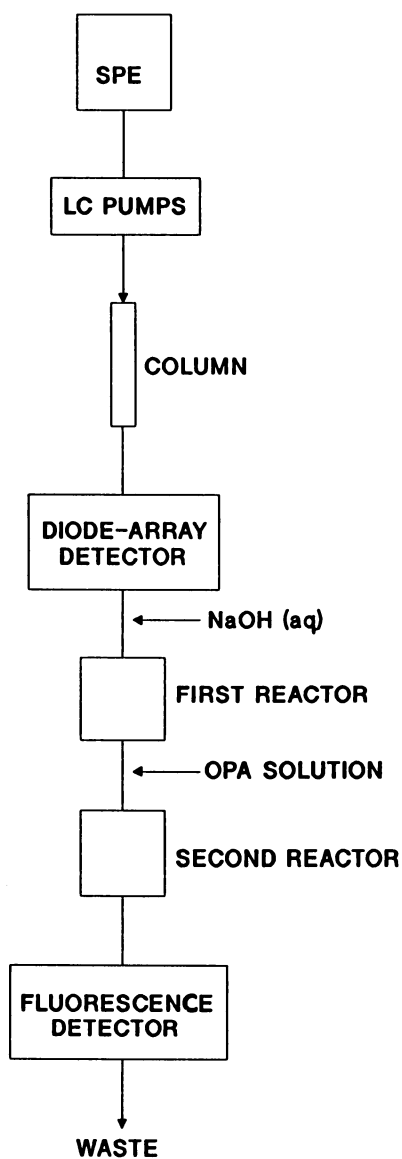 SPE
LC PUMPS
COLUMN
DIODE-ARRAY
DETECTOR
NaOH (aq)
FIRST REACTOR
OPA SOLUTION
SECOND REACTOR
FLUORESCENCE
DETECTOR
WASTE